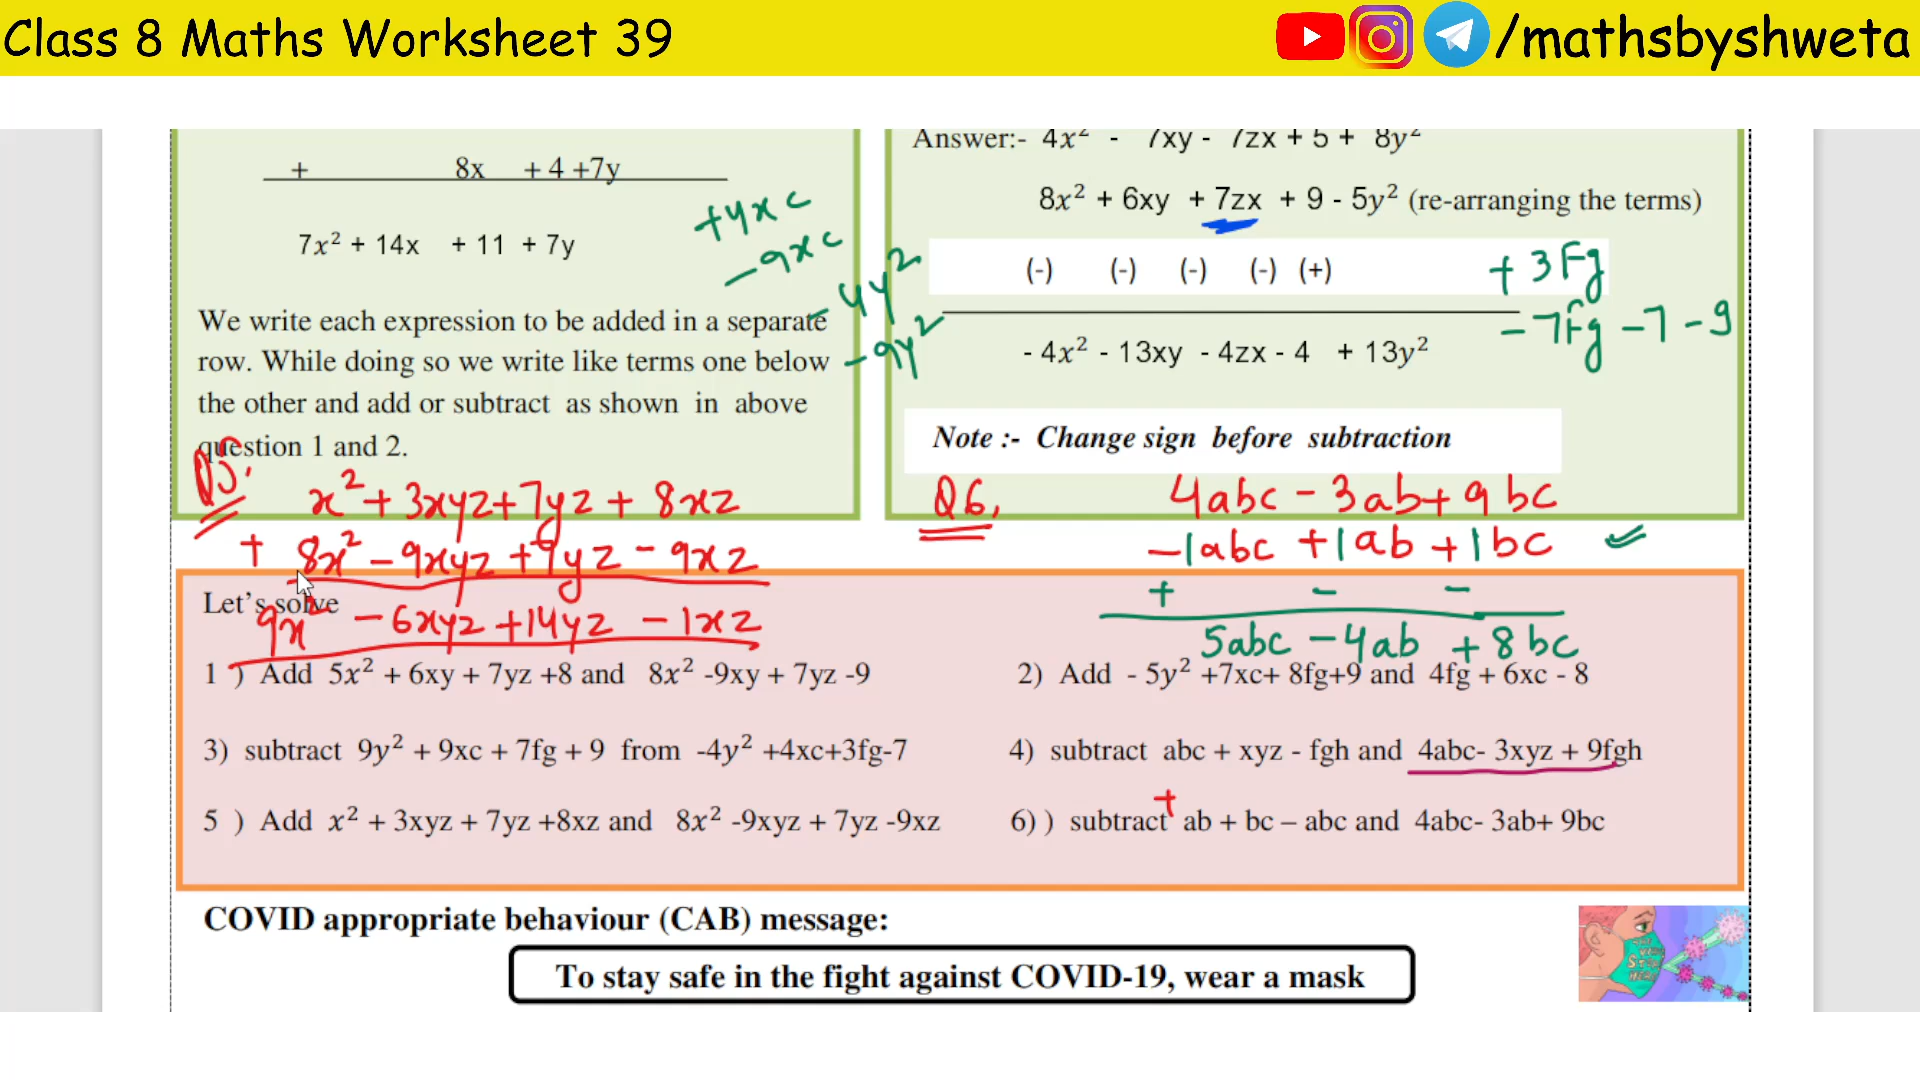 Class 8 Maths Worksheet 39
/mathsbyshweta
+ 8x + 4 +7y
7x² + 14x + 11 + 7y
+4xc
-9xc
-4y²
-9y²
We write each expression to be added in a separate
row. While doing so we write like terms one below
the other and add or subtract as shown in above
question 1 and 2.
Answer:- 4x² - 7xy - 7zx + 5 + 8y²
8x² + 6xy + 7zx + 9 - 5y² (re-arranging the terms)
(-) (-) (-) (-) (+)
+3fg
-7fg -7 -9
- 4x² - 13xy - 4zx - 4 + 13y²
Note :- Change sign before subtraction
Q5.
x² + 3xyz + 7yz + 8xz
+ 8x² - 9xyz + 7yz - 9xz
9x² - 6xyz + 14yz - 1xz
Q6,
4abc - 3ab + 9bc
-1abc + 1ab + 1bc
+ - -
5abc - 4ab + 8bc
Let's solve
1 ) Add 5x² + 6xy + 7yz +8 and 8x² -9xy + 7yz -9
2) Add - 5y² +7xc+ 8fg+9 and 4fg + 6xc - 8
3) subtract 9y² + 9xc + 7fg + 9 from -4y² +4xc+3fg-7
4) subtract abc + xyz - fgh and 4abc- 3xyz + 9fgh
5 ) Add x² + 3xyz + 7yz +8xz and 8x² -9xyz + 7yz -9xz
+
6) ) subtract ab + bc – abc and 4abc- 3ab+ 9bc
COVID appropriate behaviour (CAB) message:
To stay safe in the fight against COVID-19, wear a mask